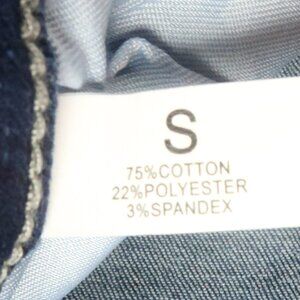 S
75%COTTON
22%POLYESTER
3%SPANDEX